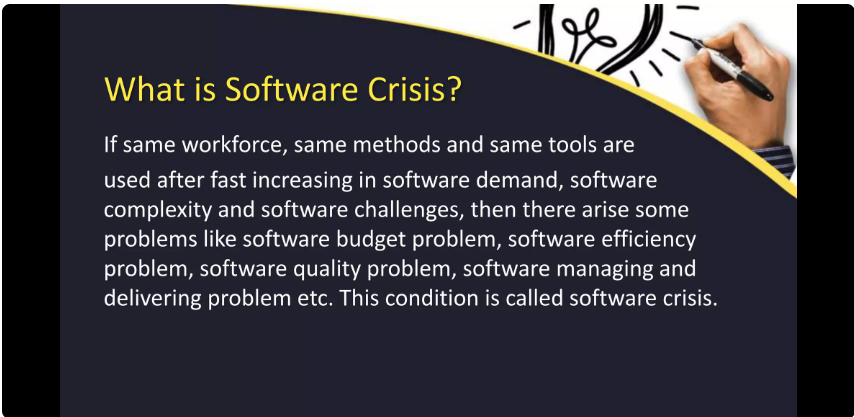 What is Software Crisis?
If same workforce, same methods and same tools are
used after fast increasing in software demand, software
complexity and software challenges, then there arise some
problems like software budget problem, software efficiency
problem, software quality problem, software managing and
delivering problem etc. This condition is called software crisis.